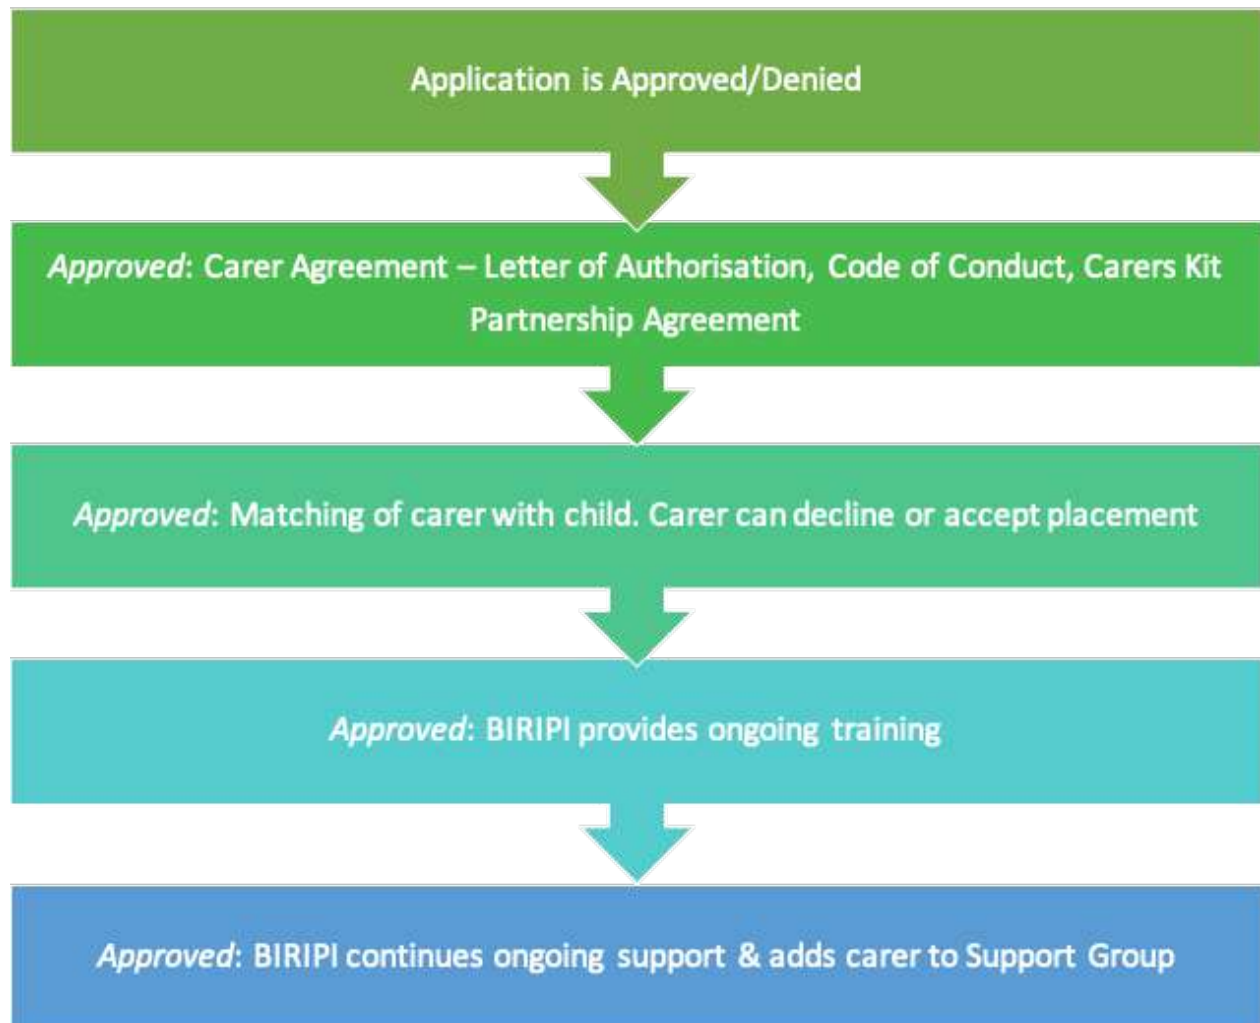 Application is Approved/Denied
Approved: Carer Agreement – Letter of Authorisation, Code of Conduct, Carers Kit
Partnership Agreement
Approved: Matching of carer with child. Carer can decline or accept placement
Approved: BIRIPI provides ongoing training
Approved: BIRIPI continues ongoing support & adds carer to Support Group